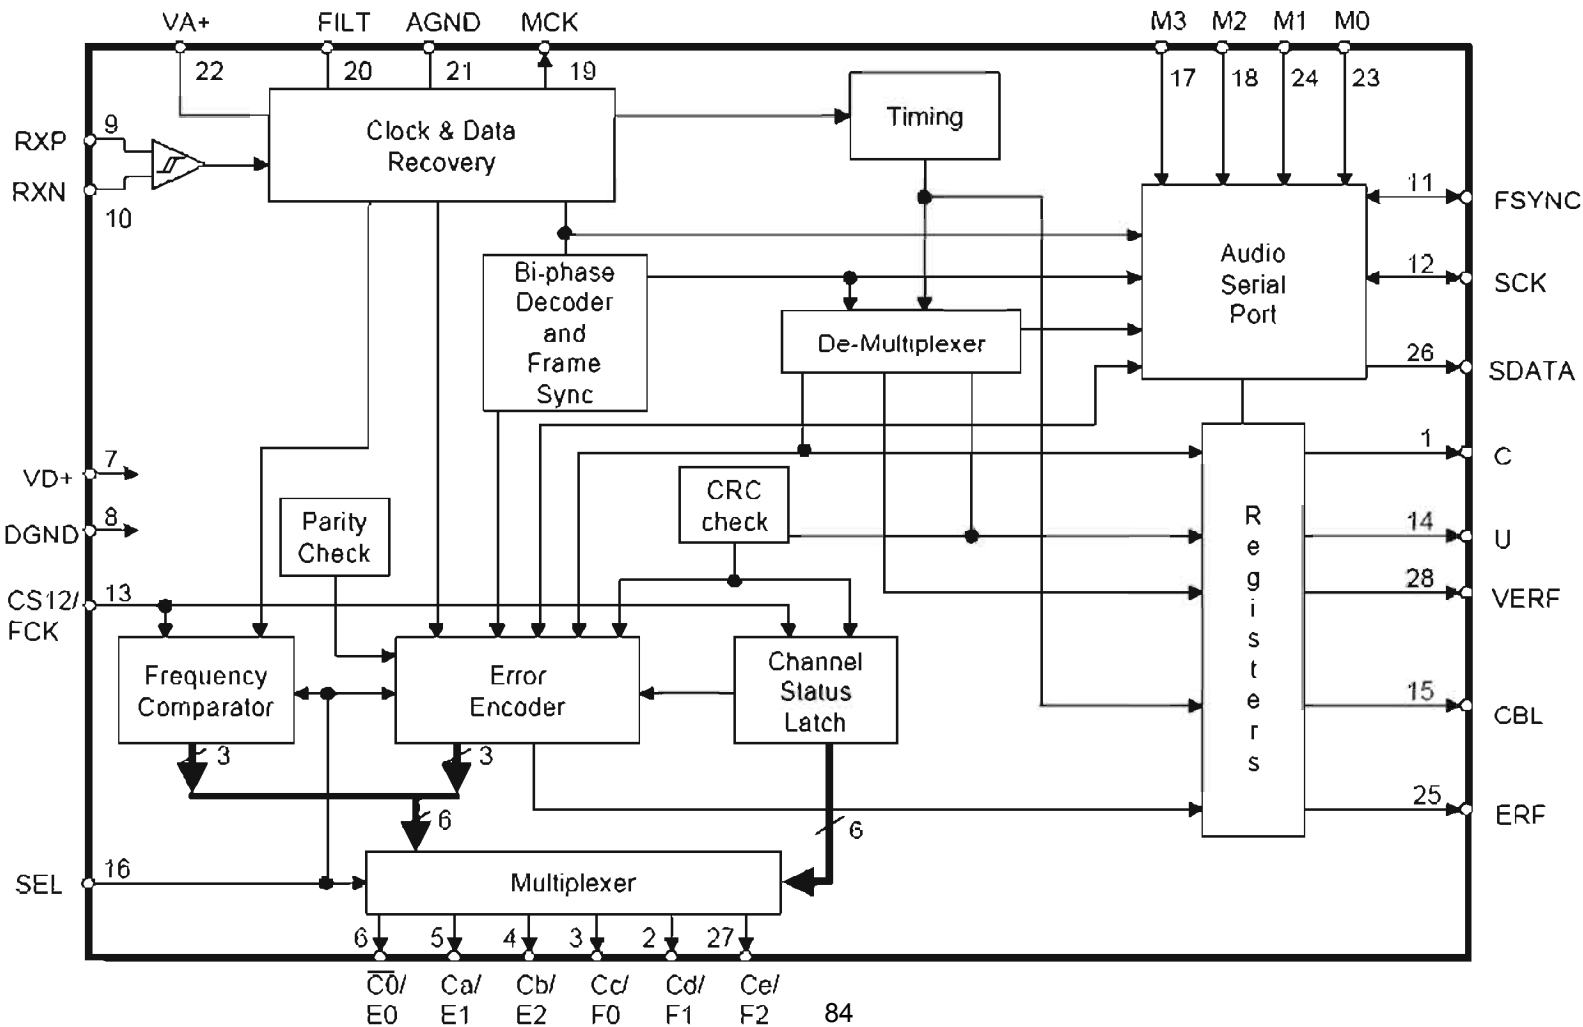 VA+ FILT AGND MCK M3 M2 M1 M0
22 20 21 19 17 18 24 23
RXP 9
RXN
10
Clock & Data
Recovery
Timing
11 FSYNC
12 SCK
26 SDATA
Audio
Serial
Port
Bi-phase
Decoder
and
Frame
Sync
De-Multiplexer
1 C
14 U
28 VERF
15 CBL
25 ERF
Registers
VD+ 7
DGND 8
CS12/ 13
FCK
Parity
Check
CRC
check
Frequency
Comparator
Error
Encoder
Channel
Status
Latch
3 3
6 6
SEL 16
Multiplexer
6 5 4 3 2 27
C̅0̅/ Ca/ Cb/ Cc/ Cd/ Ce/
E0 E1 E2 F0 F1 F2
84